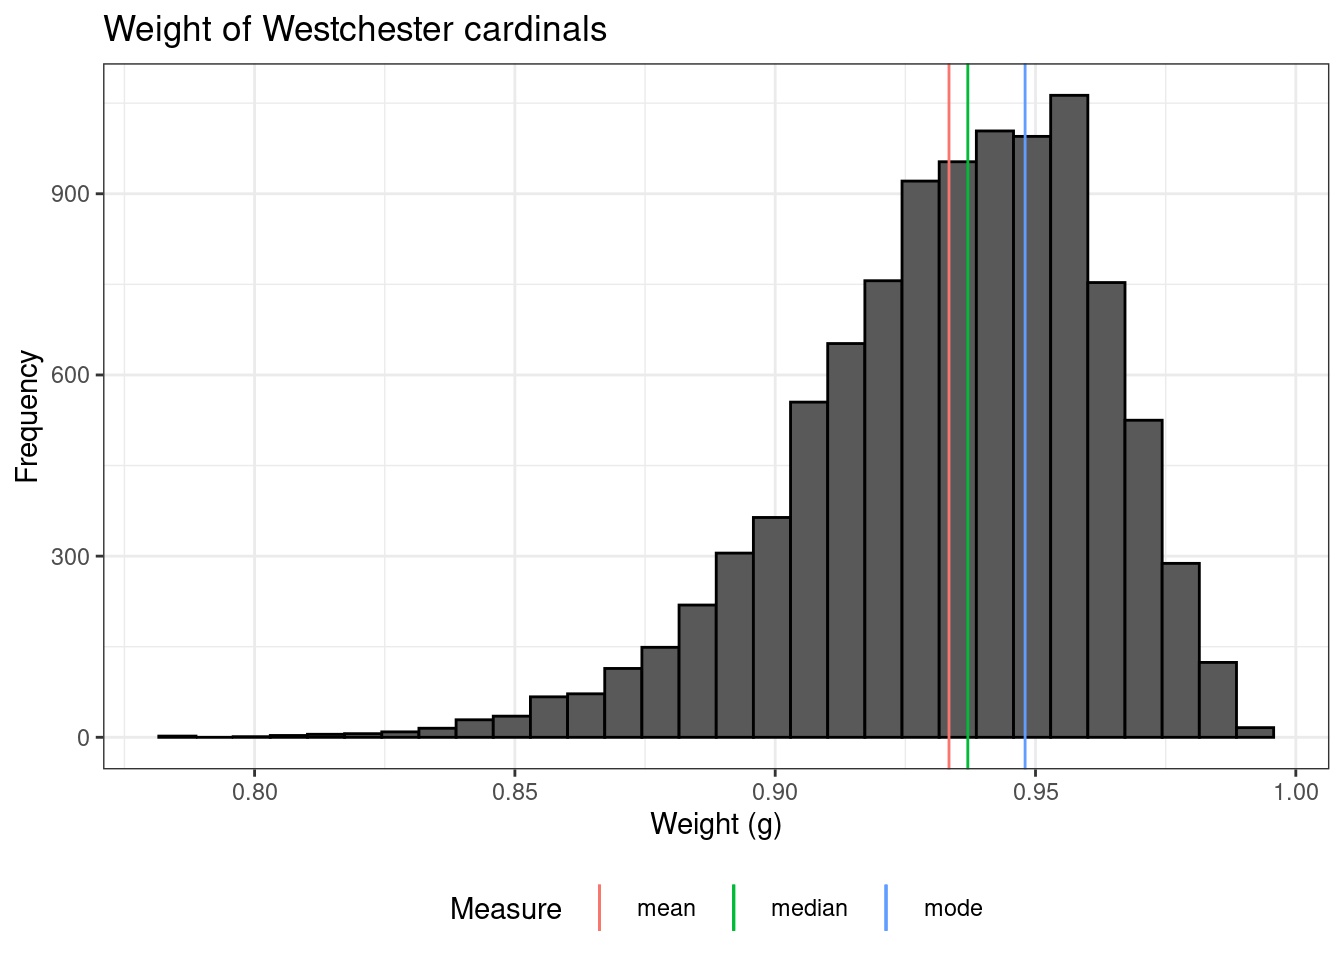 Weight of Westchester cardinals
Frequency
900
600
300
0
0.80 0.85 0.90 0.95 1.00
Weight (g)
Measure mean median mode